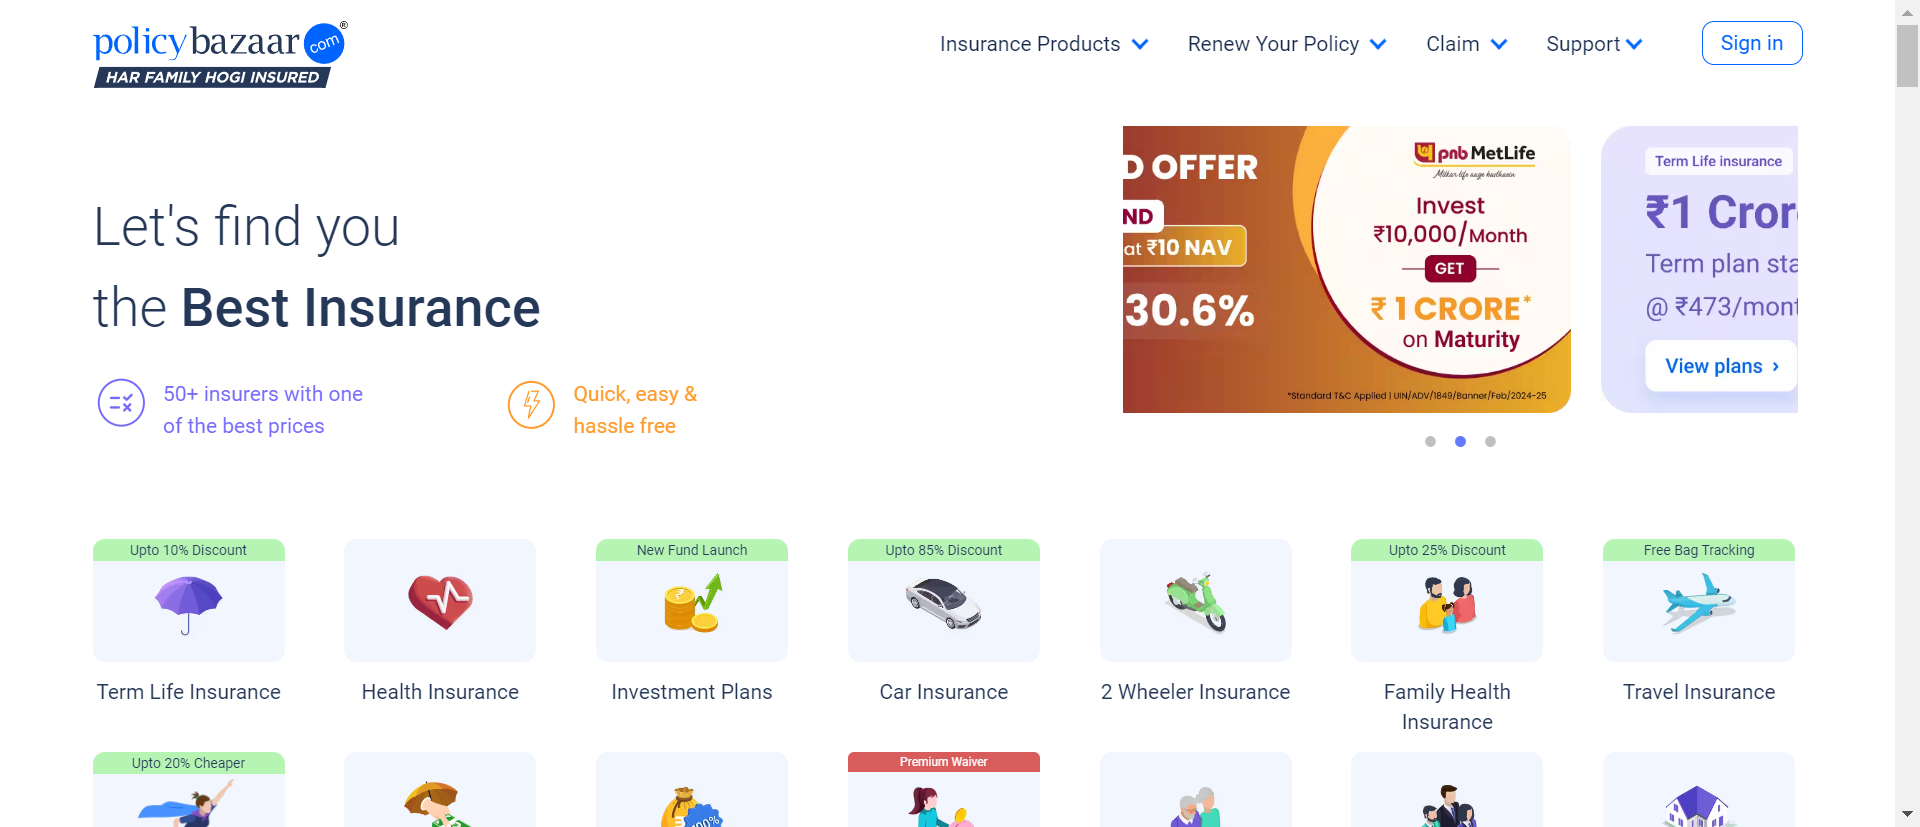 policybazaar com ®
HAR FAMILY HOGI INSURED
Insurance Products
Renew Your Policy
Claim
Support
Sign in
Let's find you
the Best Insurance
50+ insurers with one
of the best prices
Quick, easy &
hassle free
D OFFER
ND
at ₹10 NAV
30.6%
pnb MetLife
Milkar life aage badhaein
Invest
₹10,000/Month
GET
₹ 1 CRORE*
on Maturity
*Standard T&C Applied | UIN/ADV/1849/Banner/Feb/2024-25
Term Life insurance
₹1 Cror
Term plan sta
@ ₹473/mont
View plans ›
Upto 10% Discount
Term Life Insurance
Health Insurance
New Fund Launch
Investment Plans
Upto 85% Discount
Car Insurance
2 Wheeler Insurance
Upto 25% Discount
Family Health
Insurance
Free Bag Tracking
Travel Insurance
Upto 20% Cheaper
100%
Premium Waiver